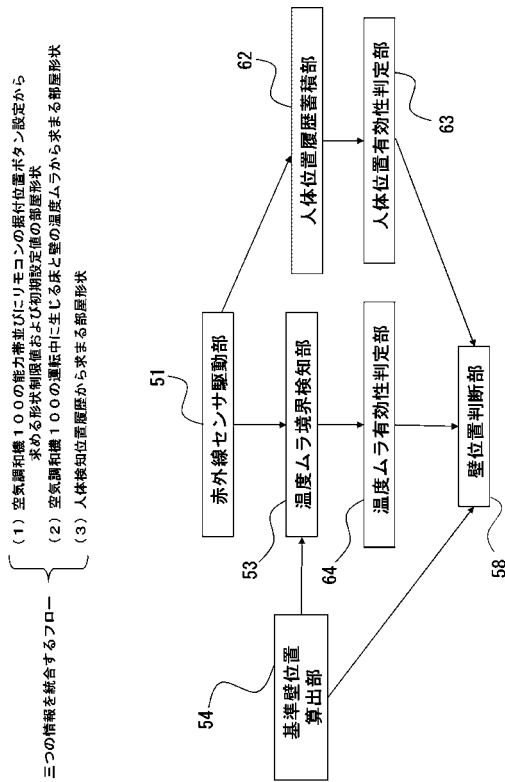 三つの情報を統合するフロー
（１）空気調和機１００の能力帯並びにリモコンの据付位置ボタン設定から
求める形状制限値および初期設定値の部屋形状
（２）空気調和機１００の運転中に生じる床と壁の温度ムラから求まる部屋形状
（３）人体検知位置履歴から求まる部屋形状
51
赤外線センサ駆動部
62
人体位置履歴蓄積部
54
基準壁位置
算出部
53
温度ムラ境界検知部
人体位置有効性判定部
63
64
温度ムラ有効性判定部
壁位置判断部
58